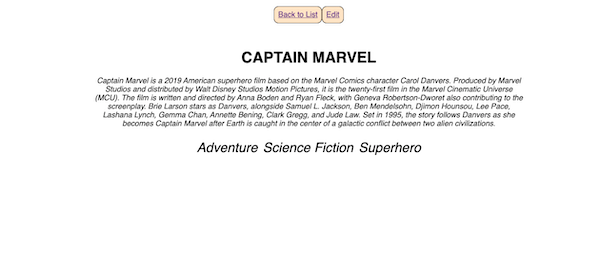 Back to List Edit
CAPTAIN MARVEL
Captain Marvel is a 2019 American superhero film based on the Marvel Comics character Carol Danvers. Produced by Marvel
Studios and distributed by Walt Disney Studios Motion Pictures, it is the twenty-first film in the Marvel Cinematic Universe
(MCU). The film is written and directed by Anna Boden and Ryan Fleck, with Geneva Robertson-Dworet also contributing to the
screenplay. Brie Larson stars as Danvers, alongside Samuel L. Jackson, Ben Mendelsohn, Djimon Hounsou, Lee Pace,
Lashana Lynch, Gemma Chan, Annette Bening, Clark Gregg, and Jude Law. Set in 1995, the story follows Danvers as she
becomes Captain Marvel after Earth is caught in the center of a galactic conflict between two alien civilizations.
Adventure Science Fiction Superhero